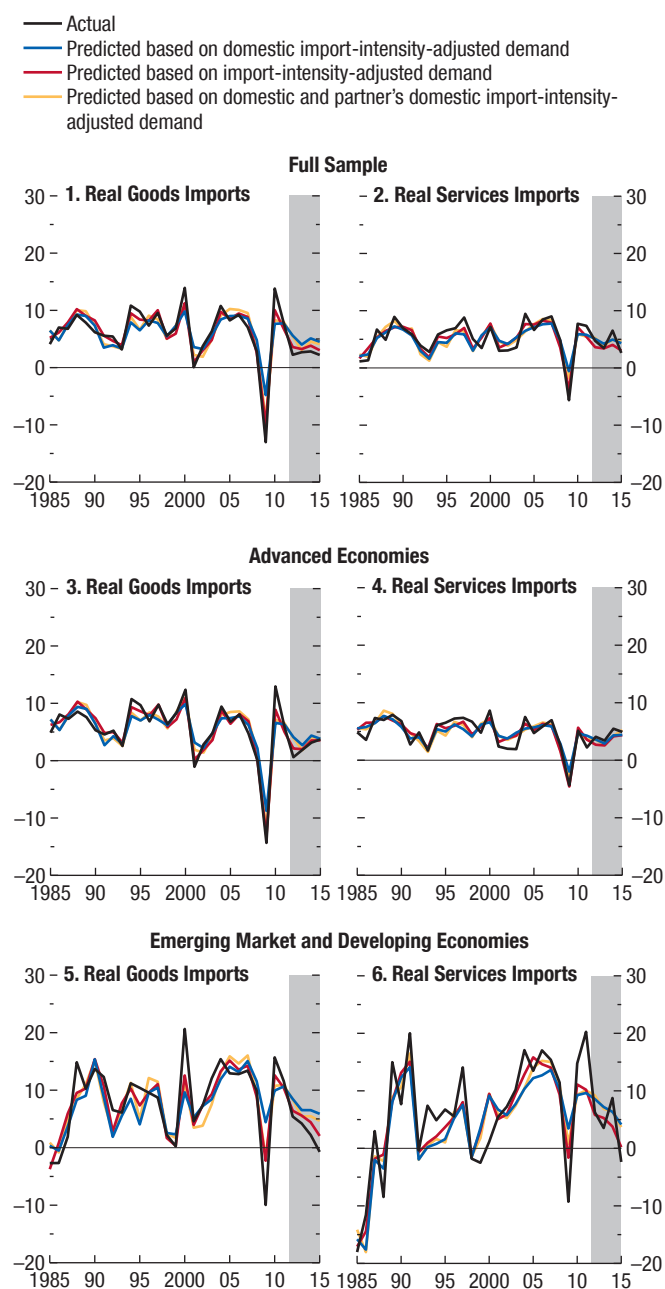 Actual
Predicted based on domestic import-intensity-adjusted demand
Predicted based on import-intensity-adjusted demand
Predicted based on domestic and partner's domestic import-intensity-
adjusted demand
Full Sample
1. Real Goods Imports
2. Real Services Imports
30
20
10
0
–10
–20
30
20
10
0
–10
–20
1985 90 95 2000 05 10 15
1985 90 95 2000 05 10 15
Advanced Economies
3. Real Goods Imports
4. Real Services Imports
30
20
10
0
–10
–20
30
20
10
0
–10
–20
1985 90 95 2000 05 10 15
1985 90 95 2000 05 10 15
Emerging Market and Developing Economies
5. Real Goods Imports
6. Real Services Imports
30
20
10
0
–10
–20
30
20
10
0
–10
–20
1985 90 95 2000 05 10 15
1985 90 95 2000 05 10 15